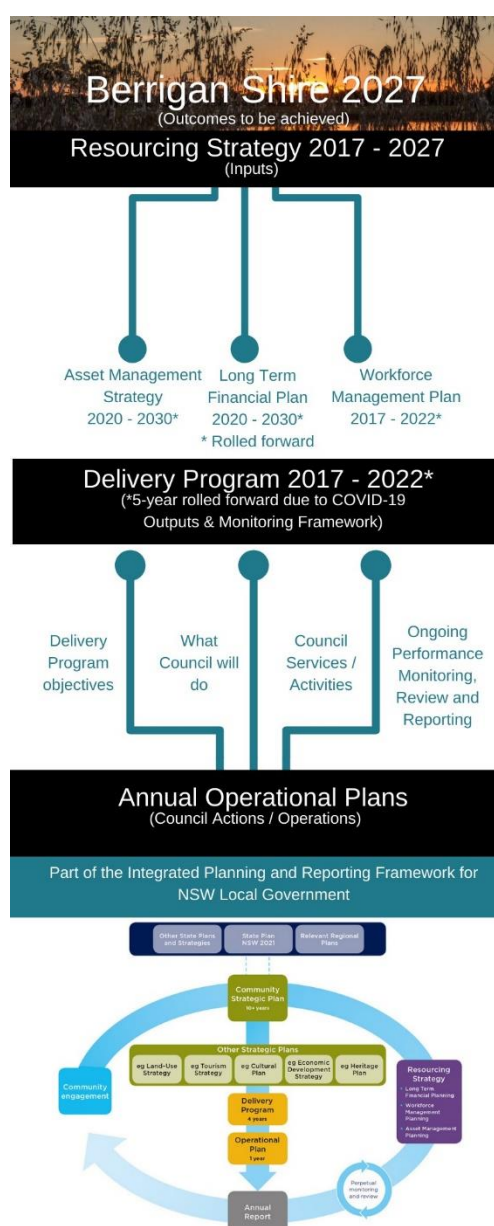 Berrigan Shire 2027
(Outcomes to be achieved)
Resourcing Strategy 2017 - 2027
(Inputs)
Asset Management
Strategy
2020 - 2030*
Long Term
Financial Plan
2020 - 2030*
* Rolled forward
Workforce
Management Plan
2017 - 2022*
Delivery Program 2017 - 2022*
(*5-year rolled forward due to COVID-19
Outputs & Monitoring Framework)
Delivery
Program
objectives
What
Council will
do
Council
Services /
Activities
Ongoing
Performance
Monitoring,
Review and
Reporting
Annual Operational Plans
(Council Actions / Operations)
Part of the Integrated Planning and Reporting Framework for
NSW Local Government
Other State Plans
and Strategies
State Plan
NSW 2021
Relevant Regional
Plans
Community
Strategic Plan
10+ years
Other Strategic Plans
eg Land-Use
Strategy
eg Tourism
Strategy
eg Cultural
Plan
eg Economic
Development
Strategy
eg Heritage
Plan
Community
engagement
Delivery
Program
4 years
Operational
Plan
1 year
Resourcing
Strategy
• Long Term
Financial Planning
• Workforce
Management
Planning
• Asset Management
Planning
Perpetual
monitoring
and review
Annual
Report